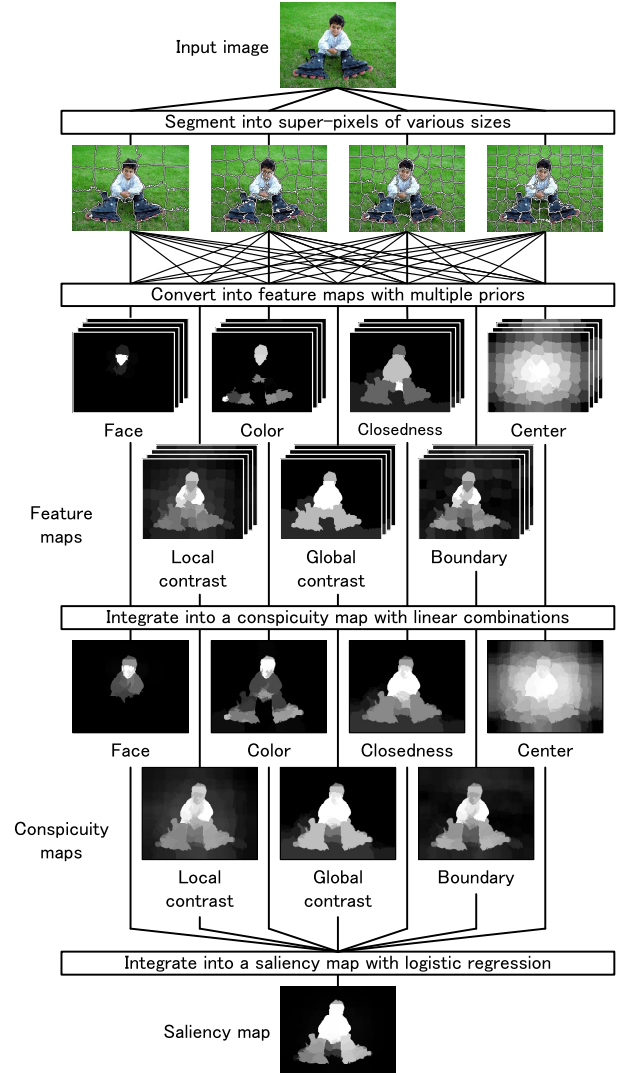 Input image
Segment into super-pixels of various sizes
Convert into feature maps with multiple priors
Face
Color
Closedness
Center
Feature
maps
Local
contrast
Global
contrast
Boundary
Integrate into a conspicuity map with linear combinations
Face
Color
Closedness
Center
Conspicuity
maps
Local
contrast
Global
contrast
Boundary
Integrate into a saliency map with logistic regression
Saliency map